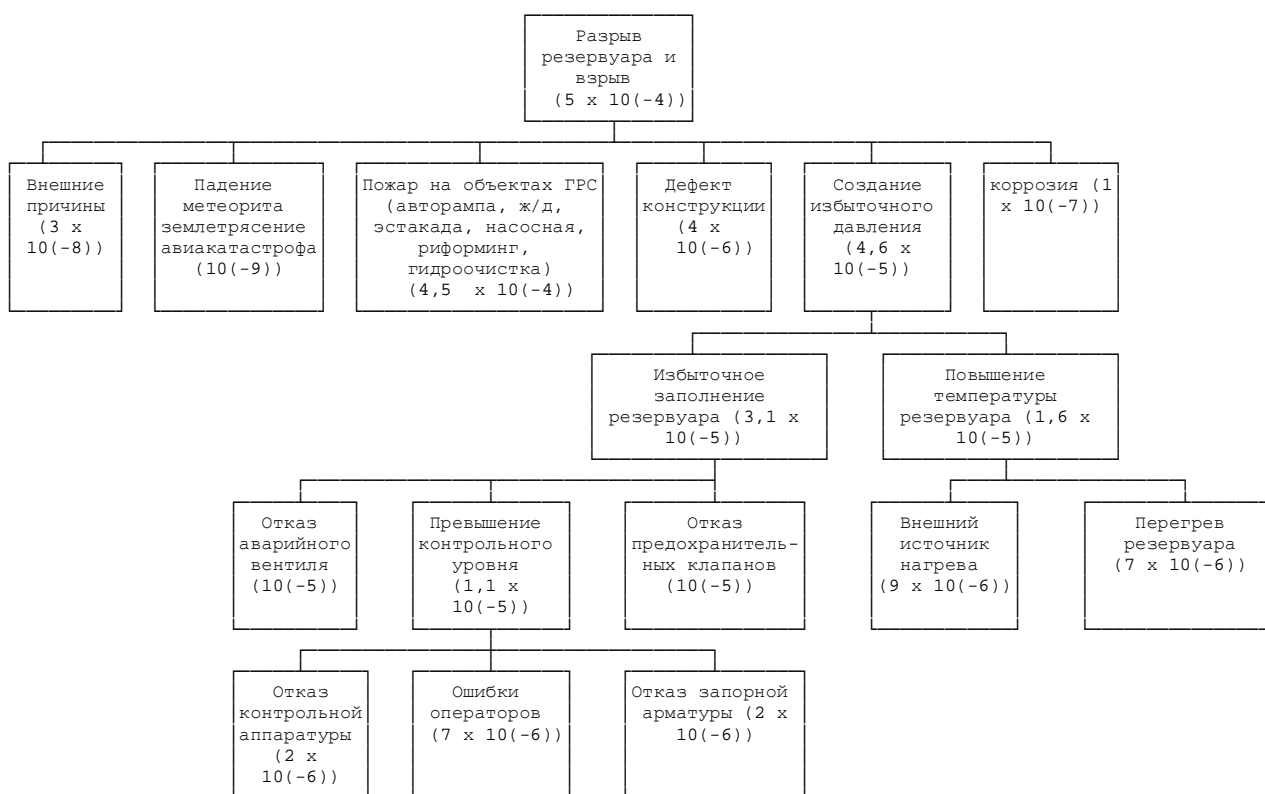 Разрыв
резервуара и
взрыв
(5 x 10(-4))
Внешние
причины
(3 x
10(-8))
Падение
метеорита
землетрясение
авиакатастрофа
(10(-9))
Пожар на объектах ГРС
(авторампа, ж/д,
эстакада, насосная,
риформинг,
гидроочистка)
(4,5 x 10(-4))
Дефект
конструкции
(4 x
10(-6))
Создание
избыточного
давления
(4,6 x
10(-5))
коррозия (1
x 10(-7))
Избыточное
заполнение
резервуара (3,1 x
10(-5))
Повышение
температуры
резервуара (1,6 x
10(-5))
Отказ
аварийного
вентиля
(10(-5))
Превышение
контрольного
уровня
(1,1 x
10(-5))
Отказ
предохранитель-
ных клапанов
(10(-5))
Внешний
источник
нагрева
(9 x 10(-6))
Перегрев
резервуара
(7 x 10(-6))
Отказ
контрольной
аппаратуры
(2 x
10(-6))
Ошибки
операторов
(7 x 10(-6))
Отказ запорной
арматуры (2 x
10(-6))